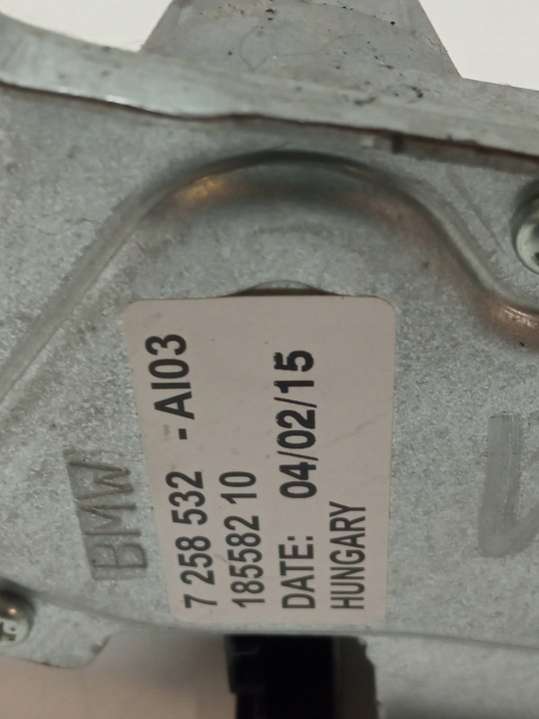 BMW
7 258 532 - AI03
18558210
DATE: 04/02/15
HUNGARY